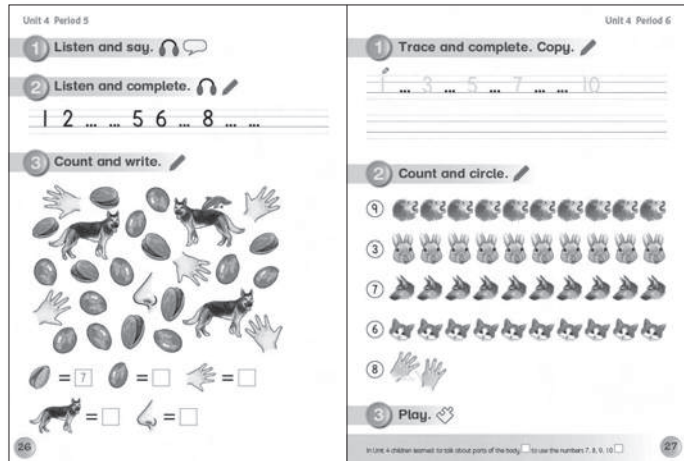 Unit 4 Period 5
1 Listen and say.
2 Listen and complete.
1 2 ... ... 5 6 ... 8 ... ...
3 Count and write.
= 7 = =
= =
26
Unit 4 Period 6
1 Trace and complete. Copy.
1 ... 3 ... 5 ... 7 ... ... 10
2 Count and circle.
9
3
7
6
8
3 Play.
In Unit 4 children learned: to talk about parts of the body to use the numbers 7, 8, 9, 10
27